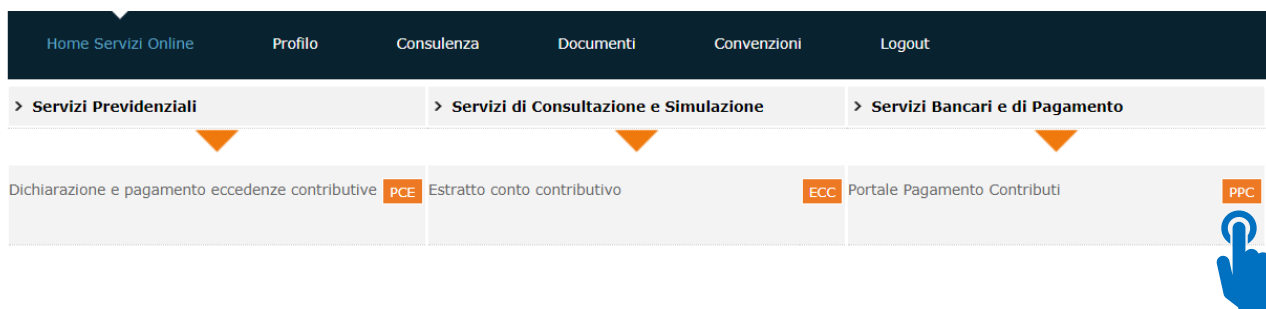 Home Servizi Online Profilo Consulenza Documenti Convenzioni Logout
> Servizi Previdenziali > Servizi di Consultazione e Simulazione > Servizi Bancari e di Pagamento
Dichiarazione e pagamento eccedenze contributive PCE Estratto conto contributivo ECC Portale Pagamento Contributi PPC